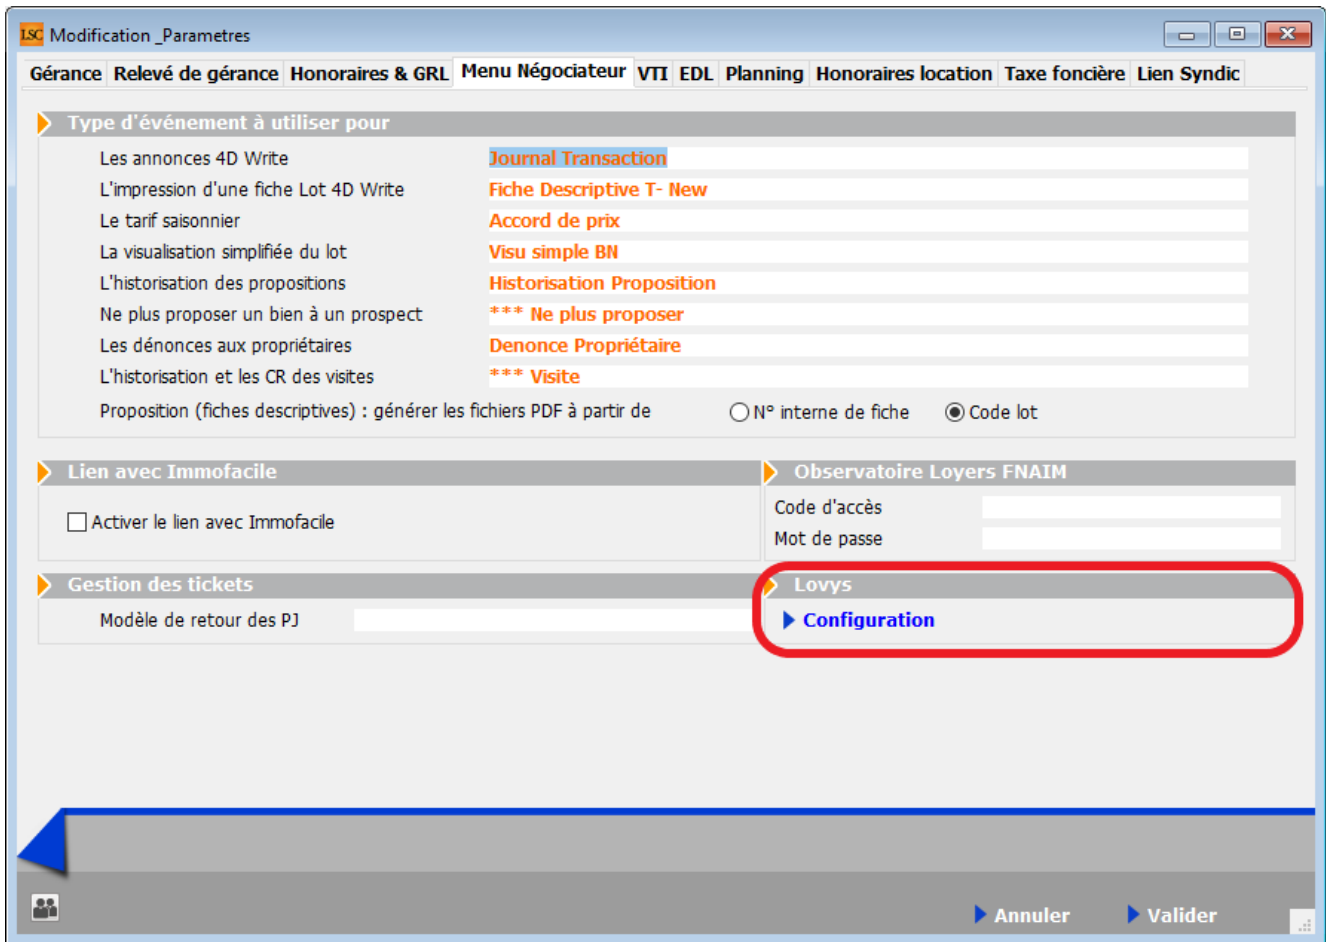 LSC Modification _Parametres
Gérance Relevé de gérance Honoraires & GRL Menu Négociateur VTI EDL Planning Honoraires location Taxe foncière Lien Syndic
Type d'événement à utiliser pour
Les annonces 4D Write Journal Transaction
L'impression d'une fiche Lot 4D Write Fiche Descriptive T- New
Le tarif saisonnier Accord de prix
La visualisation simplifiée du lot Visu simple BN
L'historisation des propositions Historisation Proposition
Ne plus proposer un bien à un prospect *** Ne plus proposer
Les dénonces aux propriétaires Denonce Propriétaire
L'historisation et les CR des visites *** Visite
Proposition (fiches descriptives) : générer les fichiers PDF à partir de N° interne de fiche Code lot
Lien avec Immofacile
Activer le lien avec Immofacile
Observatoire Loyers FNAIM
Code d'accès
Mot de passe
Gestion des tickets
Modèle de retour des PJ
Lovys
Configuration
Annuler Valider